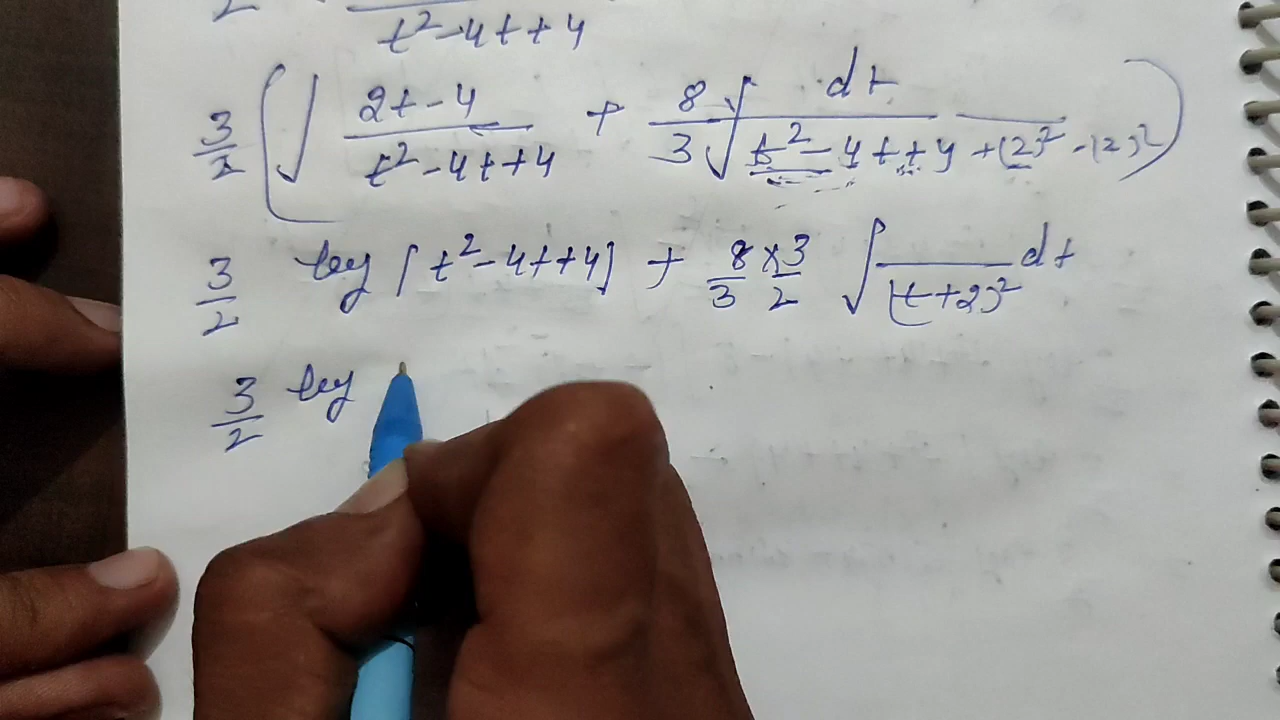 2 t²-4t+4
3/2 (∫ 2t-4/t²-4t+4 + 8/3 ∫ dt/t²-4t+4+(2)²-(2)²)
3/2 log [t²-4t+4] + 8/3 × 3/2 ∫ /(t+2)² dt
3/2 log